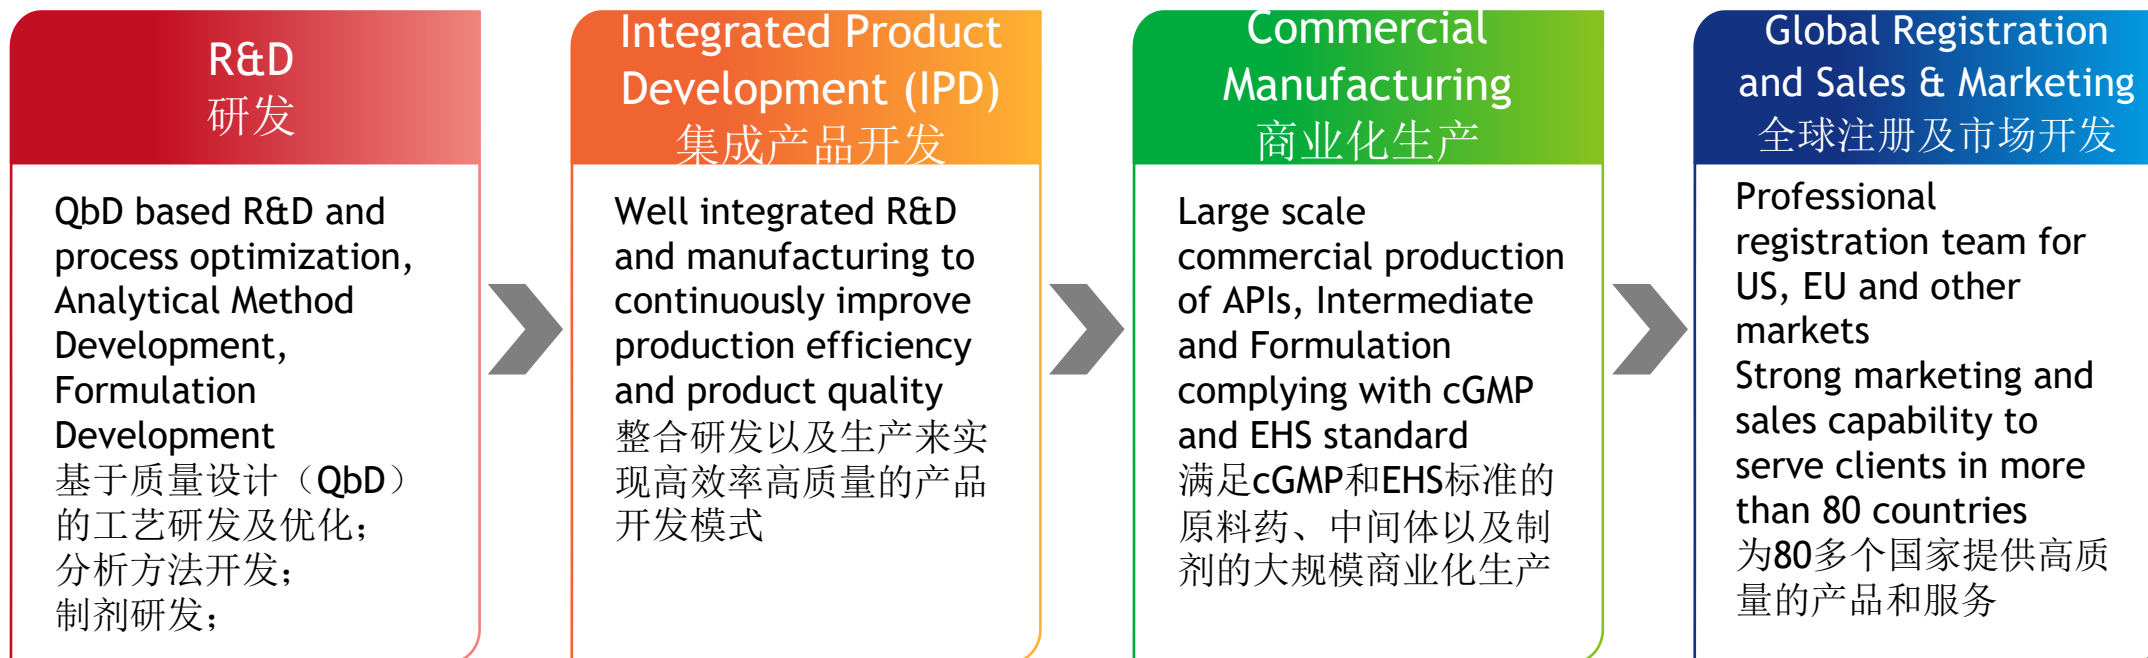 R&D
研发
QbD based R&D and
process optimization,
Analytical Method
Development,
Formulation
Development
基于质量设计（QbD）
的工艺研发及优化；
分析方法开发；
制剂研发；
Integrated Product
Development (IPD)
集成产品开发
Well integrated R&D
and manufacturing to
continuously improve
production efficiency
and product quality
整合研发以及生产来实
现高效率高质量的产品
开发模式
Commercial
Manufacturing
商业化生产
Large scale
commercial production
of APIs, Intermediate
and Formulation
complying with cGMP
and EHS standard
满足cGMP和EHS标准的
原料药、中间体以及制
剂的大规模商业化生产
Global Registration
and Sales & Marketing
全球注册及市场开发
Professional
registration team for
US, EU and other
markets
Strong marketing and
sales capability to
serve clients in more
than 80 countries
为80多个国家提供高质
量的产品和服务